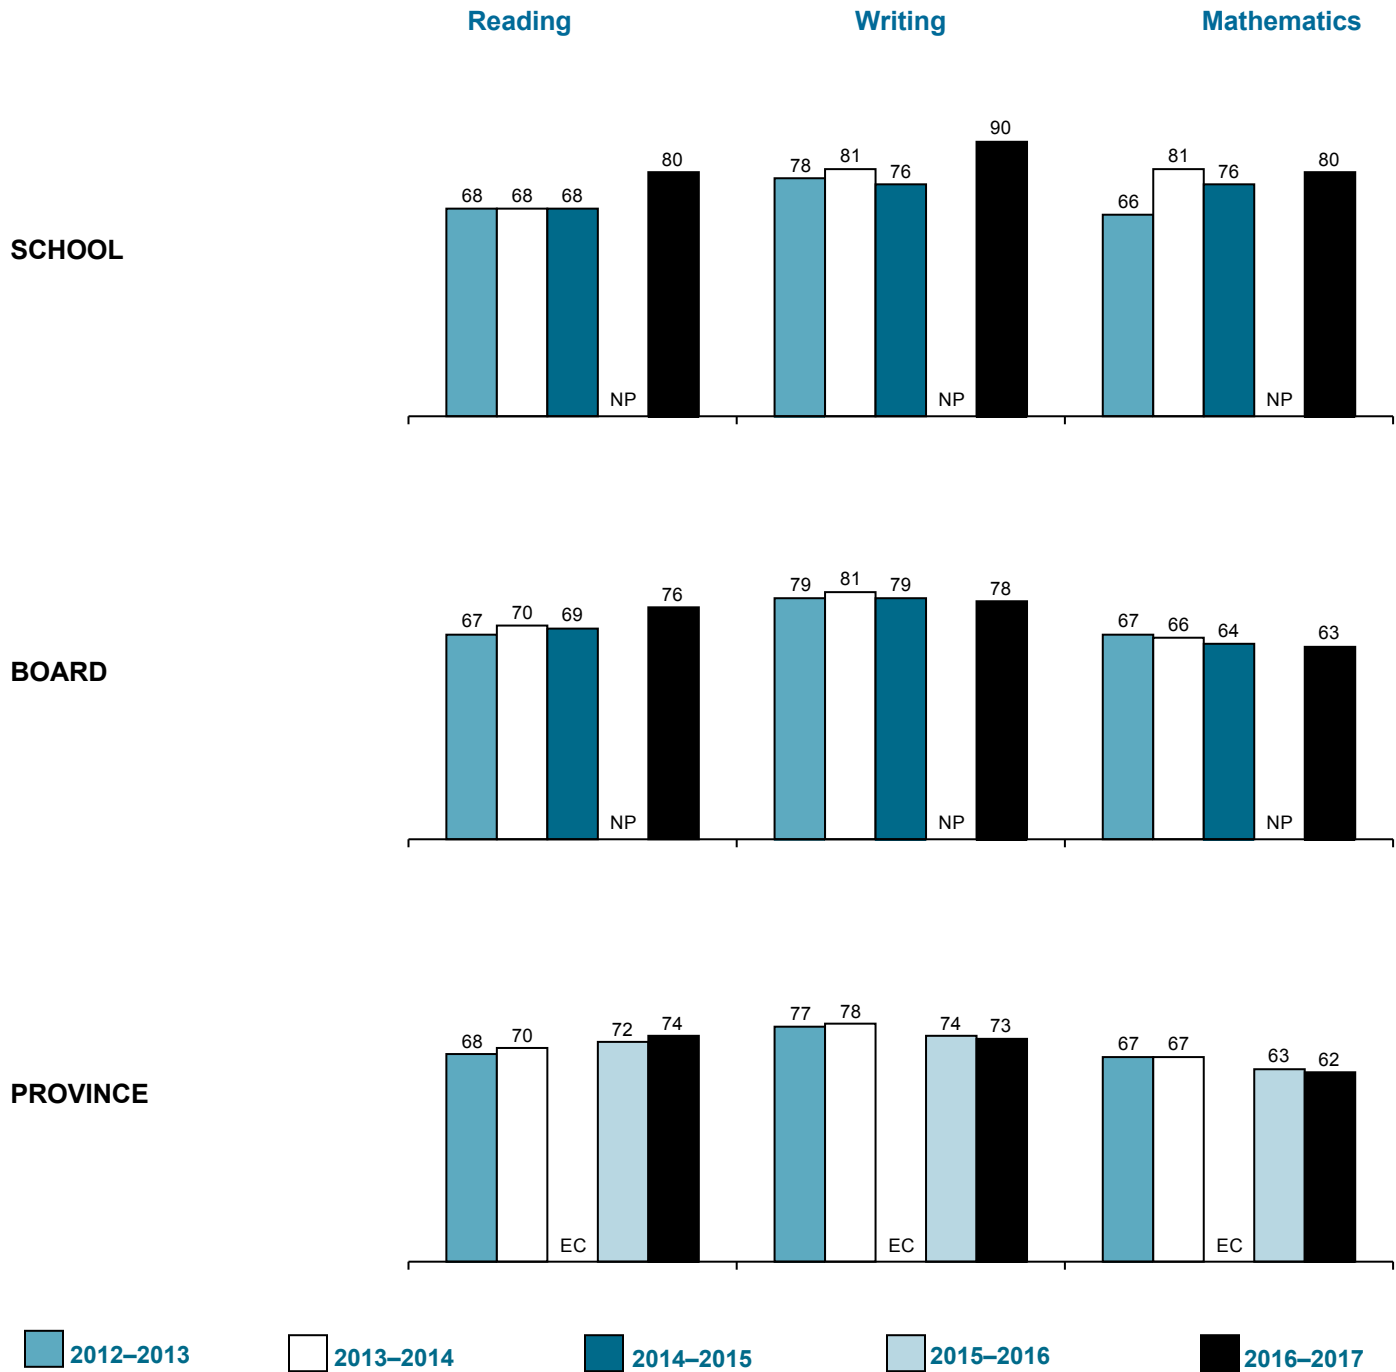 Reading Writing Mathematics
SCHOOL
68 68 68 NP 80
78 81 76 NP 90
66 81 76 NP 80
BOARD
67 70 69 NP 76
79 81 79 NP 78
67 66 64 NP 63
PROVINCE
68 70 EC 72 74
77 78 EC 74 73
67 67 EC 63 62
2012–2013 2013–2014 2014–2015 2015–2016 2016–2017